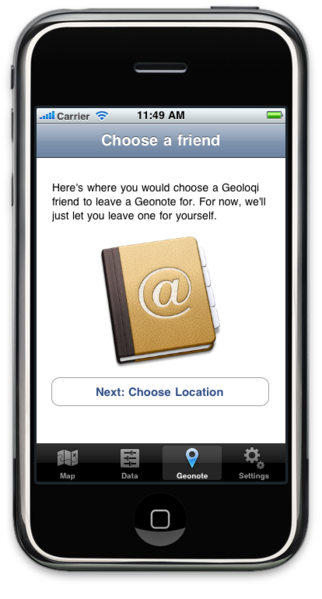 Carrier 11:49 AM
Choose a friend
Here's where you would choose a Geoloqi
friend to leave a Geonote for. For now, we'll
just let you leave one for yourself.
@
Next: Choose Location
Map Data Geonote Settings